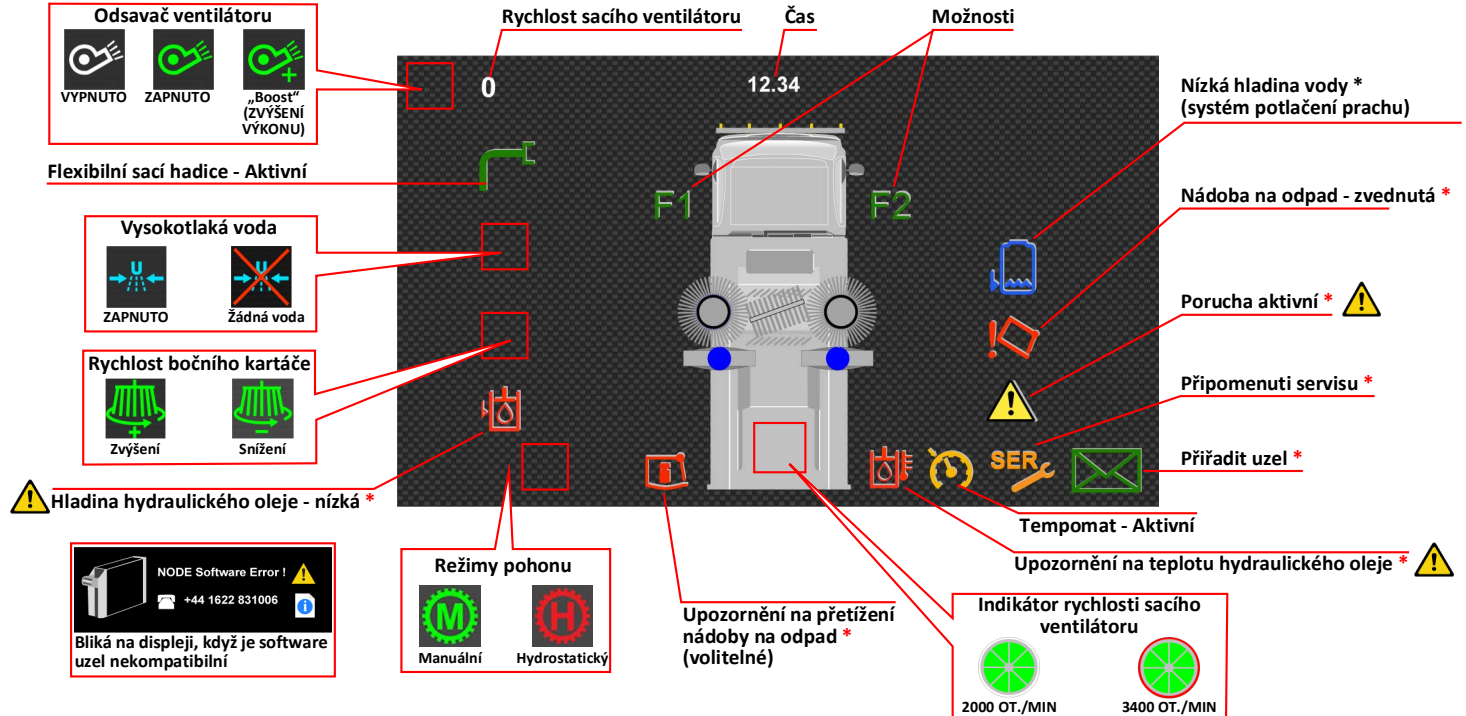 Odsavač ventilátoru
VYPNUTO
ZAPNUTO
„Boost“
(ZVÝŠENÍ
VÝKONU)
Rychlost sacího ventilátoru
Čas
Možnosti
0
12.34
Nízká hladina vody *
(systém potlačení prachu)
Flexibilní sací hadice - Aktivní
F1
F2
Nádoba na odpad - zvednutá *
Vysokotlaká voda
ZAPNUTO
Žádná voda
Porucha aktivní *
Rychlost bočního kartáče
Zvýšení
Snížení
Připomenuti servisu *
SER
Přiřadit uzel *
Hladina hydraulického oleje - nízká *
Tempomat - Aktivní
Upozornění na teplotu hydraulického oleje *
NODE Software Error !
+44 1622 831006
Bliká na displeji, když je software
uzel nekompatibilní
Režimy pohonu
M
H
Manuální
Hydrostatický
Upozornění na přetížení
nádoby na odpad *
(volitelné)
Indikátor rychlosti sacího
ventilátoru
2000 OT./MIN
3400 OT./MIN